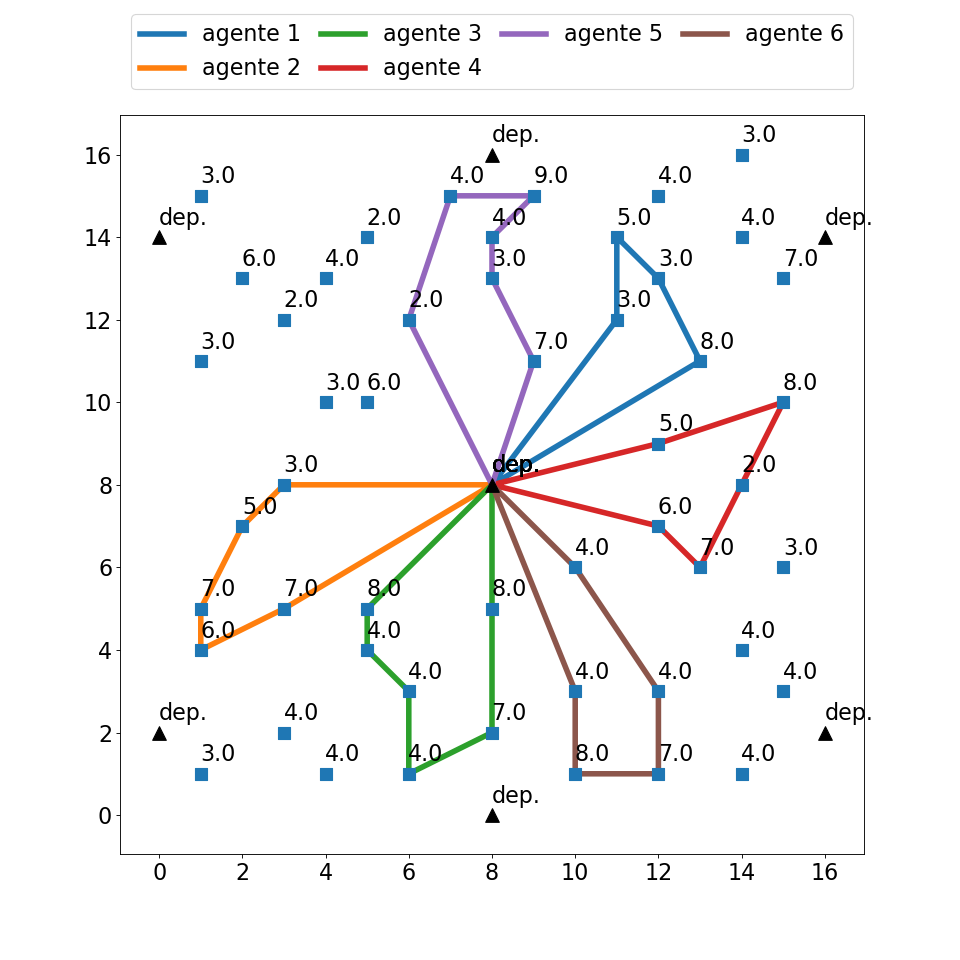 agente 1 agente 3 agente 5 agente 6
agente 2 agente 4
3.0
16 dep.
3.0 4.0 9.0 4.0
14 dep. 2.0 4.0 5.0 4.0 dep.
6.0 4.0 3.0 3.0 7.0
12 2.0 2.0 3.0
3.0 7.0 8.0
10 3.0 6.0 8.0
5.0
8 3.0 dep. 2.0
5.0 6.0
6 4.0 7.0 3.0
7.0 7.0 8.0 8.0
4 6.0 4.0 4.0
4.0 4.0 4.0 4.0
2 dep. 4.0 7.0 dep.
3.0 4.0 4.0 8.0 7.0 4.0
0 dep.
0 2 4 6 8 10 12 14 16